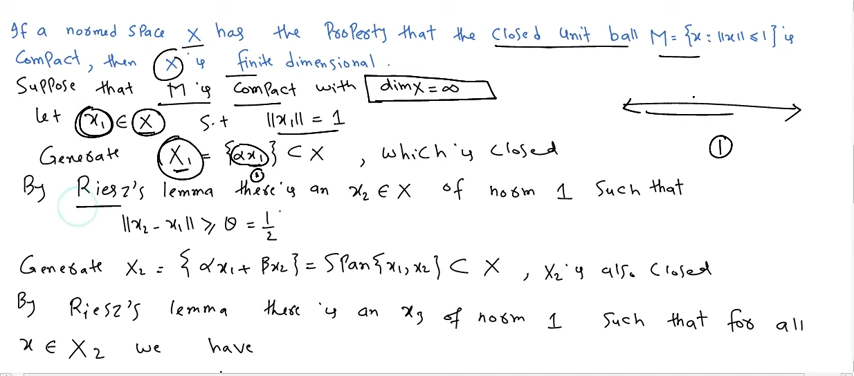 If a normed space X has the Property that the closed unit ball M = {x : ||x|| ≤ 1} is
Compact, then X is finite dimensional.
Suppose that M is Compact with dim X = ∞
Let x₁ ∈ X s.t ||x₁|| = 1
①
Generate X₁ = {αx₁} ⊂ X , which is closed
By Riesz's lemma there is an x₂ ∈ X of norm 1 Such that
||x₂ - x₁|| ≥ θ = 1/2
Generate X₂ = {αx₁ + βx₂} = Span{x₁, x₂} ⊂ X , X₂ is also closed
By Riesz's lemma there is an x₃ of norm 1 Such that for all
x ∈ X₂ we have